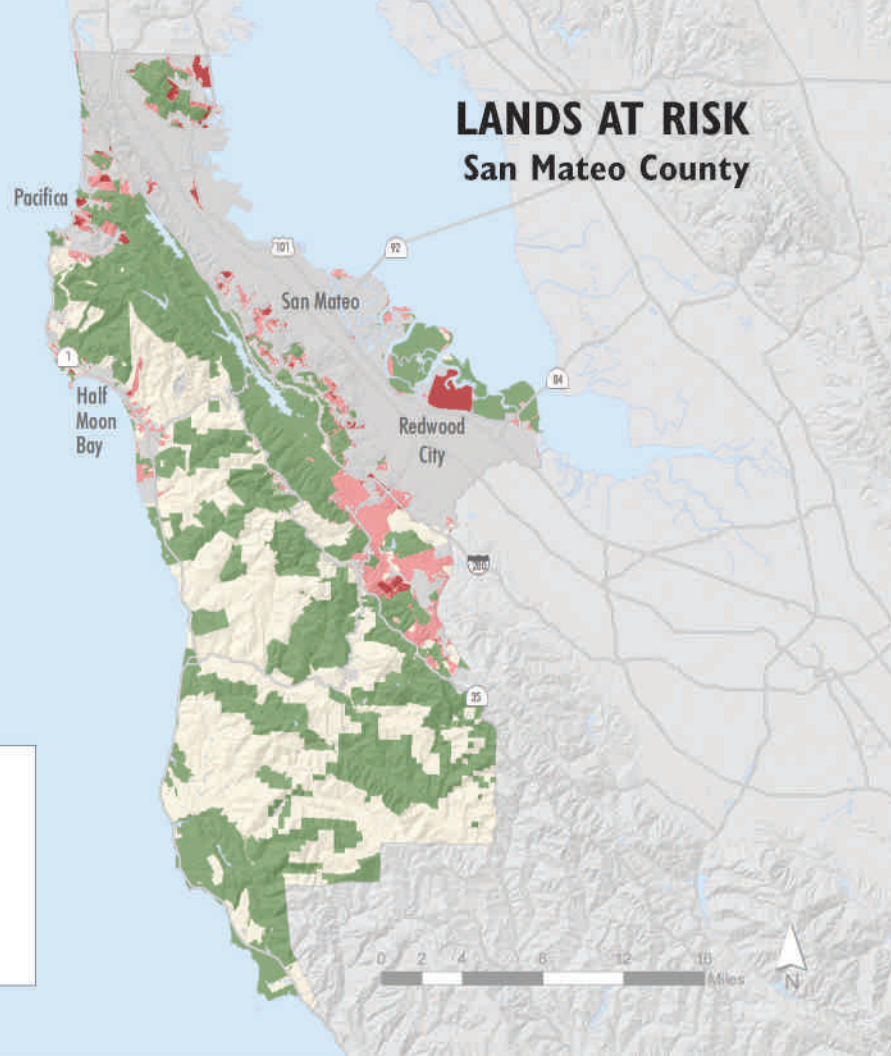 LANDS AT RISK
San Mateo County
Pacifica
101
92
San Mateo
1
84
Half
Moon
Bay
Redwood
City
280
35
0 2 4 8 12 16
Miles
N